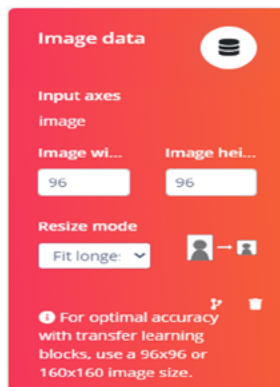 Image data
Input axes
image
Image wi... Image hei...
96 96
Resize mode
Fit longe
For optimal accuracy
with transfer learning
blocks, use a 96x96 or
160x160 image size.